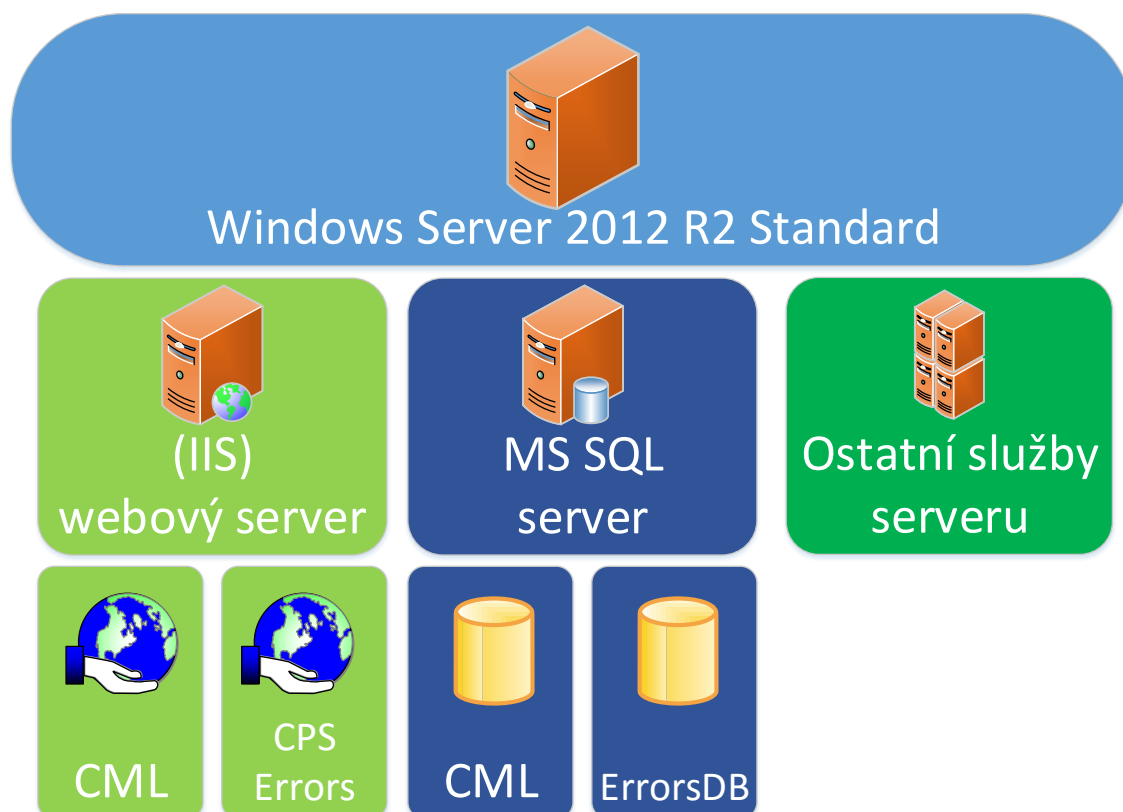 Windows Server 2012 R2 Standard
(IIS)
webový server
MS SQL
server
Ostatní služby
serveru
CML
CPS
Errors
CML
ErrorsDB